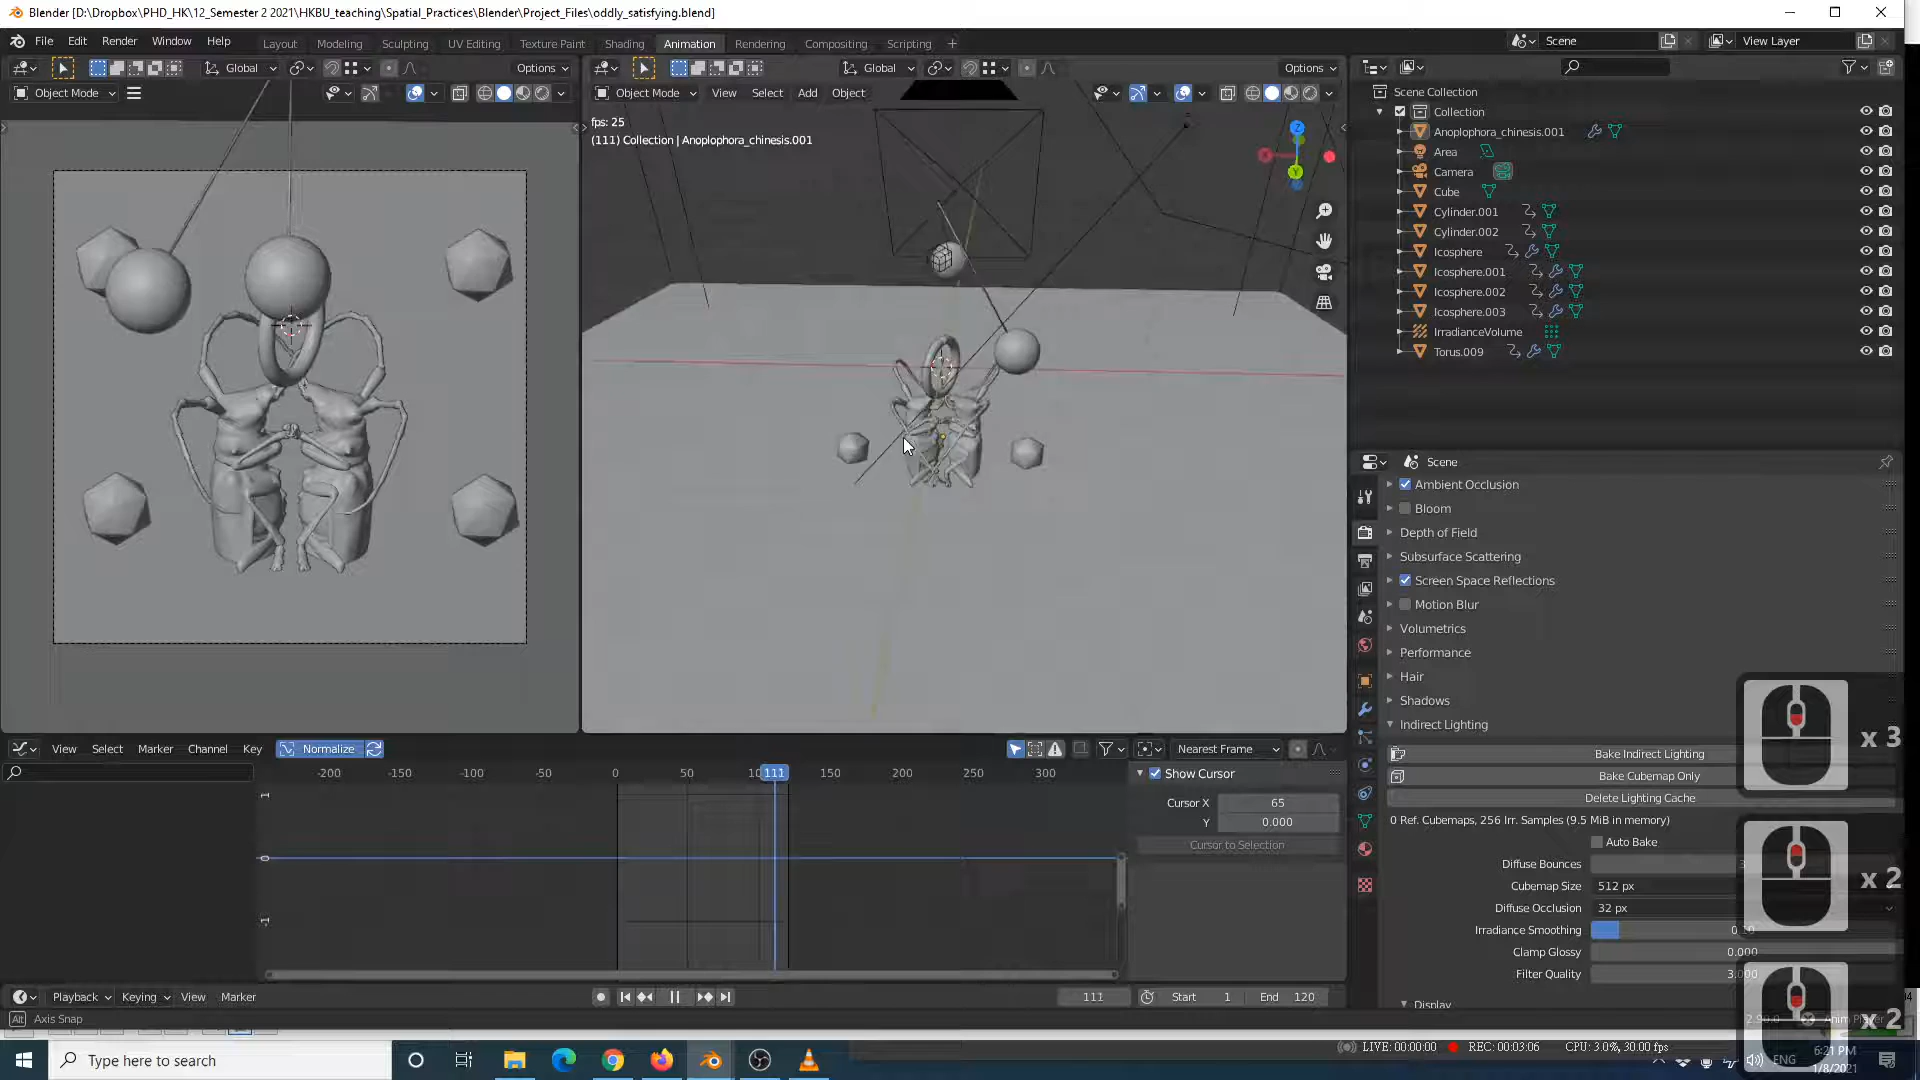 Blender [D:\Dropbox\PHD_HK\12_Semester 2 2021\HKBU_teaching\Spatial_Practices\Blender\Project_Files\oddly_satisfying.blend]
File Edit Render Window Help Layout Modeling Sculpting UV Editing Texture Paint Shading Animation Rendering Compositing Scripting + Scene View Layer
Global Options Global Options
Object Mode Object Mode View Select Add Object
Scene Collection
Collection
fps: 25
(111) Collection | Anoplophora_chinesis.001
Anoplophora_chinesis.001
Area
Camera
Cube
Cylinder.001
Cylinder.002
Icosphere
Icosphere.001
Icosphere.002
Icosphere.003
IrradianceVolume
Torus.009
X
Y
Z
Scene
Ambient Occlusion
Bloom
Depth of Field
Subsurface Scattering
Screen Space Reflections
Motion Blur
Volumetrics
Performance
Hair
Shadows
Indirect Lighting
Bake Indirect Lighting
Bake Cubemap Only
Delete Lighting Cache
0 Ref. Cubemaps, 256 Irr. Samples (9.5 MiB in memory)
Auto Bake
Diffuse Bounces 3
Cubemap Size 512 px
Diffuse Occlusion 32 px
Irradiance Smoothing 0.10
Clamp Glossy 0.000
Filter Quality 3.000
Display
x 3
x 2
x 2
View Select Marker Channel Key Normalize Nearest Frame
-200 -150 -100 -50 0 50 111 150 200 250 300
1
0
-1
Show Cursor
Cursor X 65
Y 0.000
Cursor to Selection
Playback Keying View Marker 111 Start 1 End 120
Alt Axis Snap
2.90.0
LIVE: 00:00:00 REC: 00:03:06 CPU: 3.0%, 30.00 fps
Type here to search
ENG
6:21 PM
1/8/2021